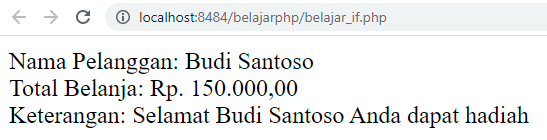 localhost:8484/belajarphp/belajar_if.php
Nama Pelanggan: Budi Santoso
Total Belanja: Rp. 150.000,00
Keterangan: Selamat Budi Santoso Anda dapat hadiah